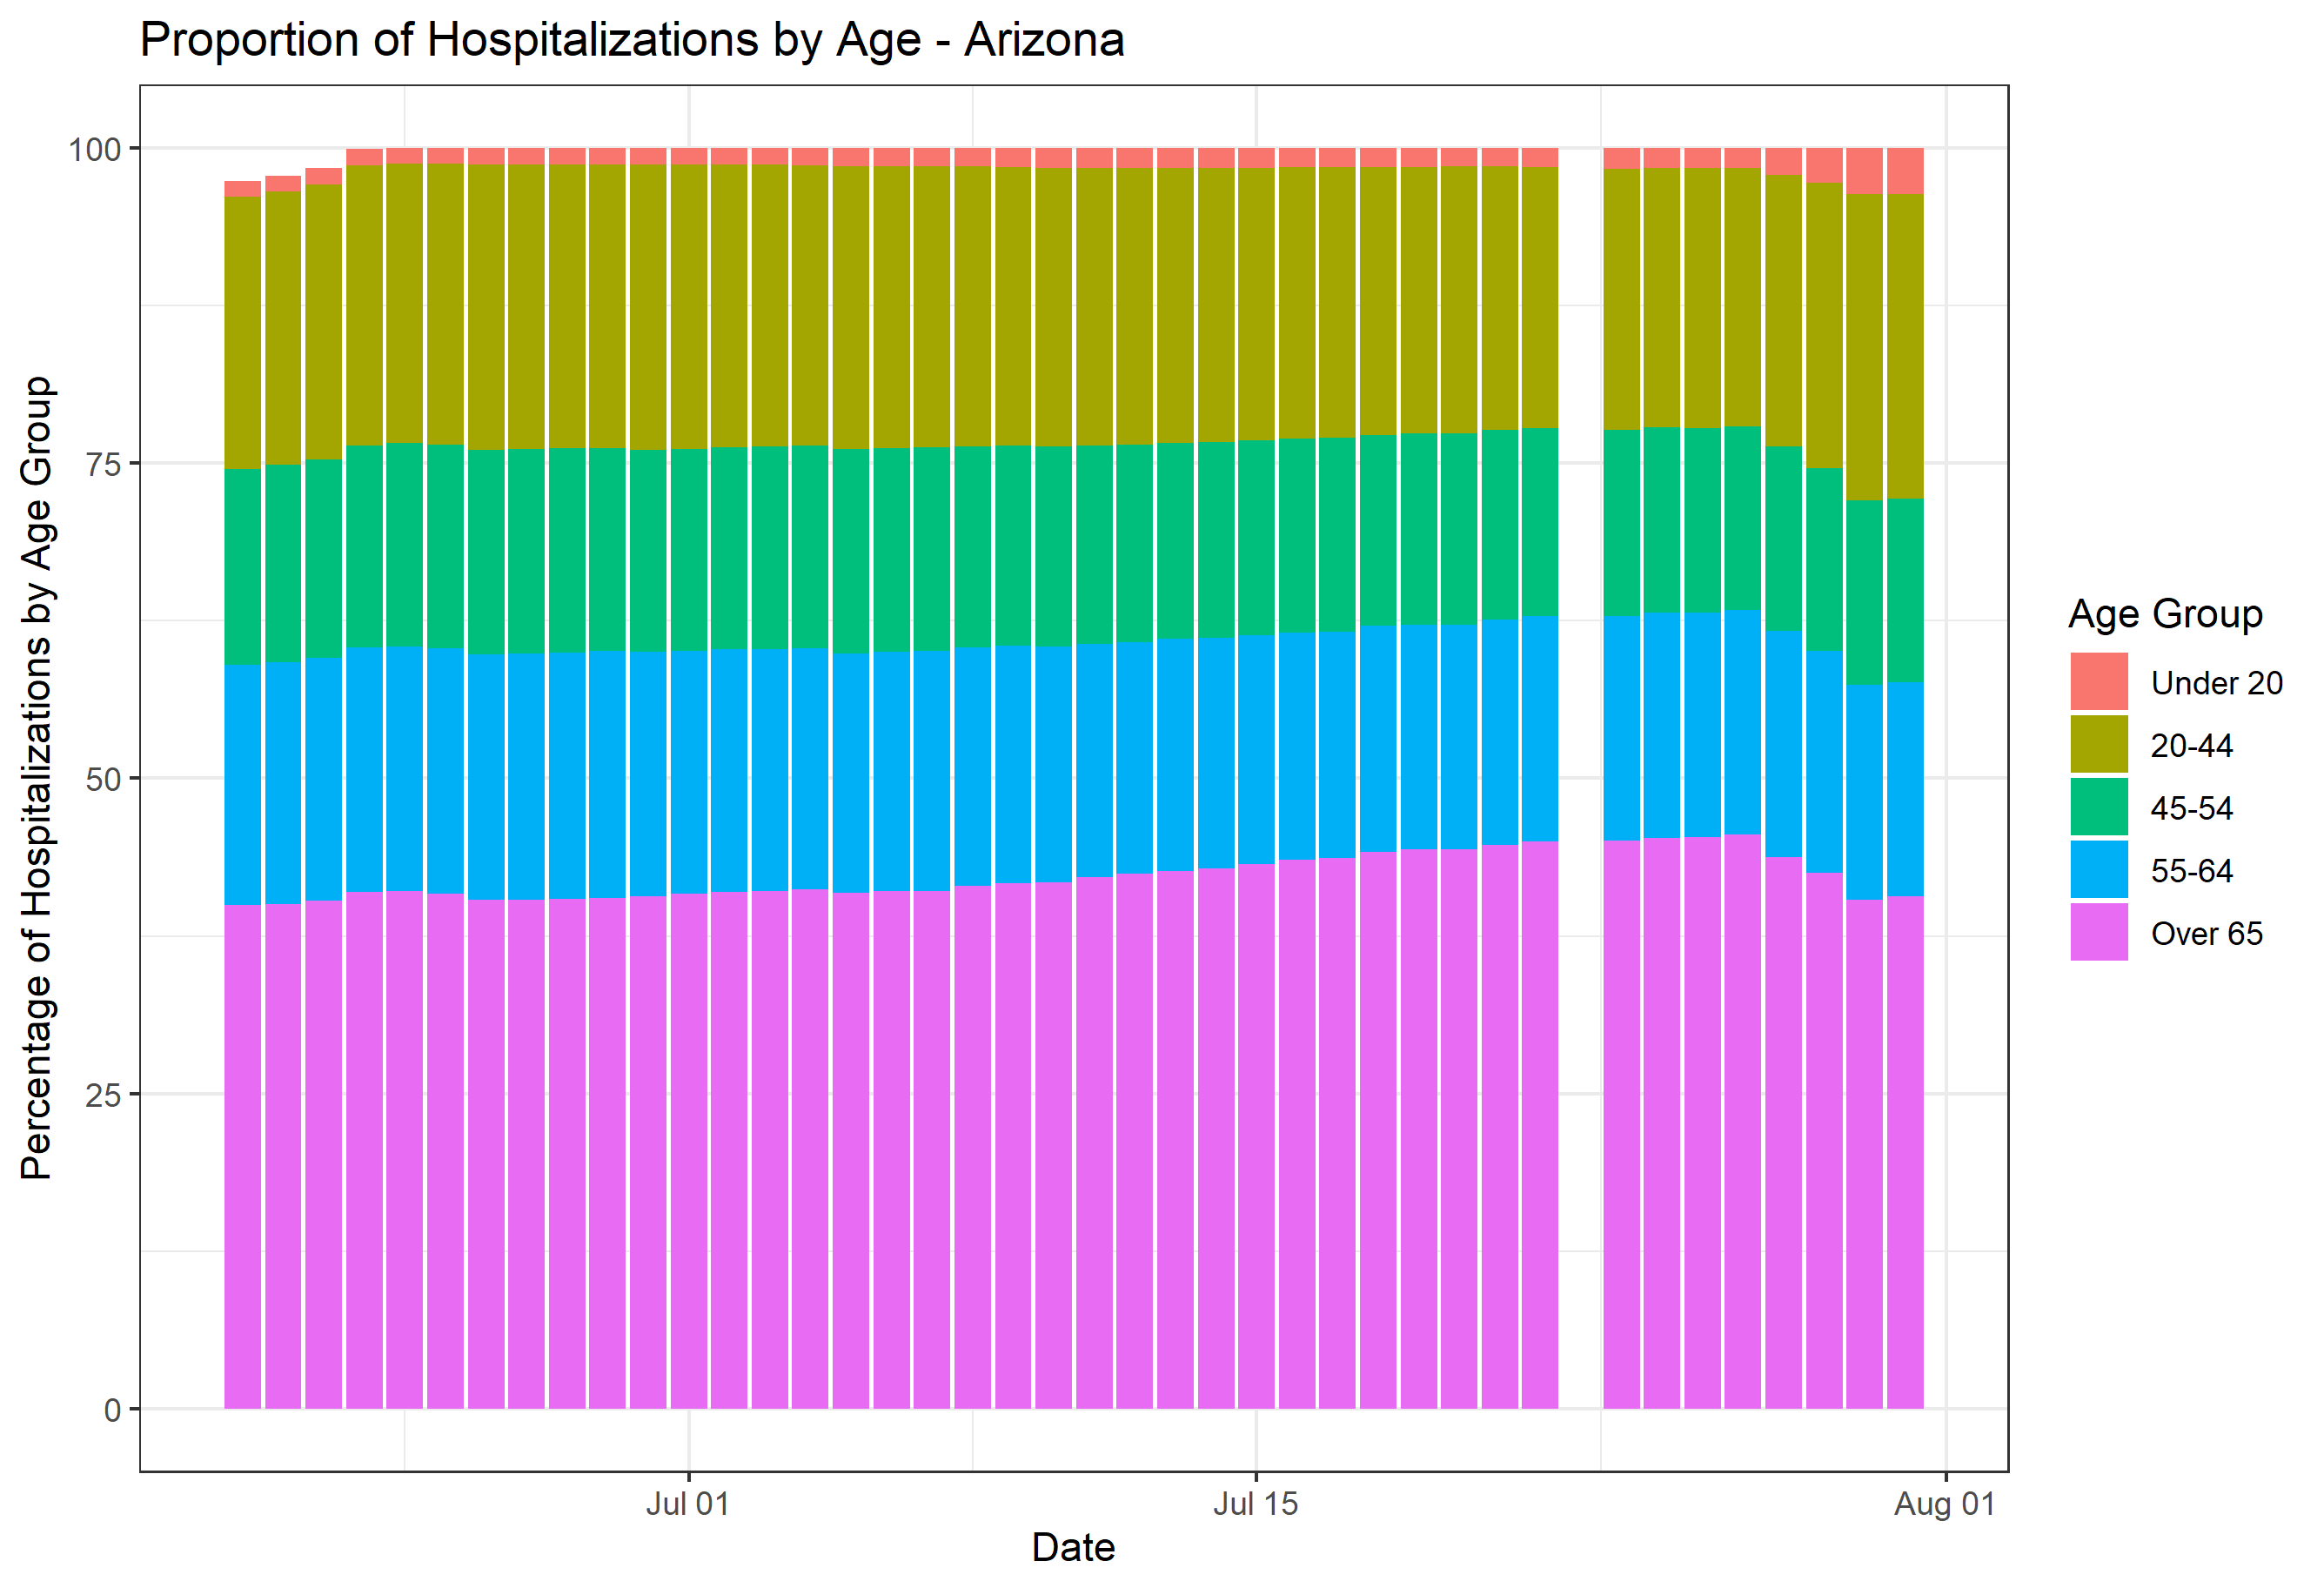 Proportion of Hospitalizations by Age - Arizona
Percentage of Hospitalizations by Age Group
100
75
50
25
0
Jul 01
Jul 15
Aug 01
Date
Age Group
Under 20
20-44
45-54
55-64
Over 65